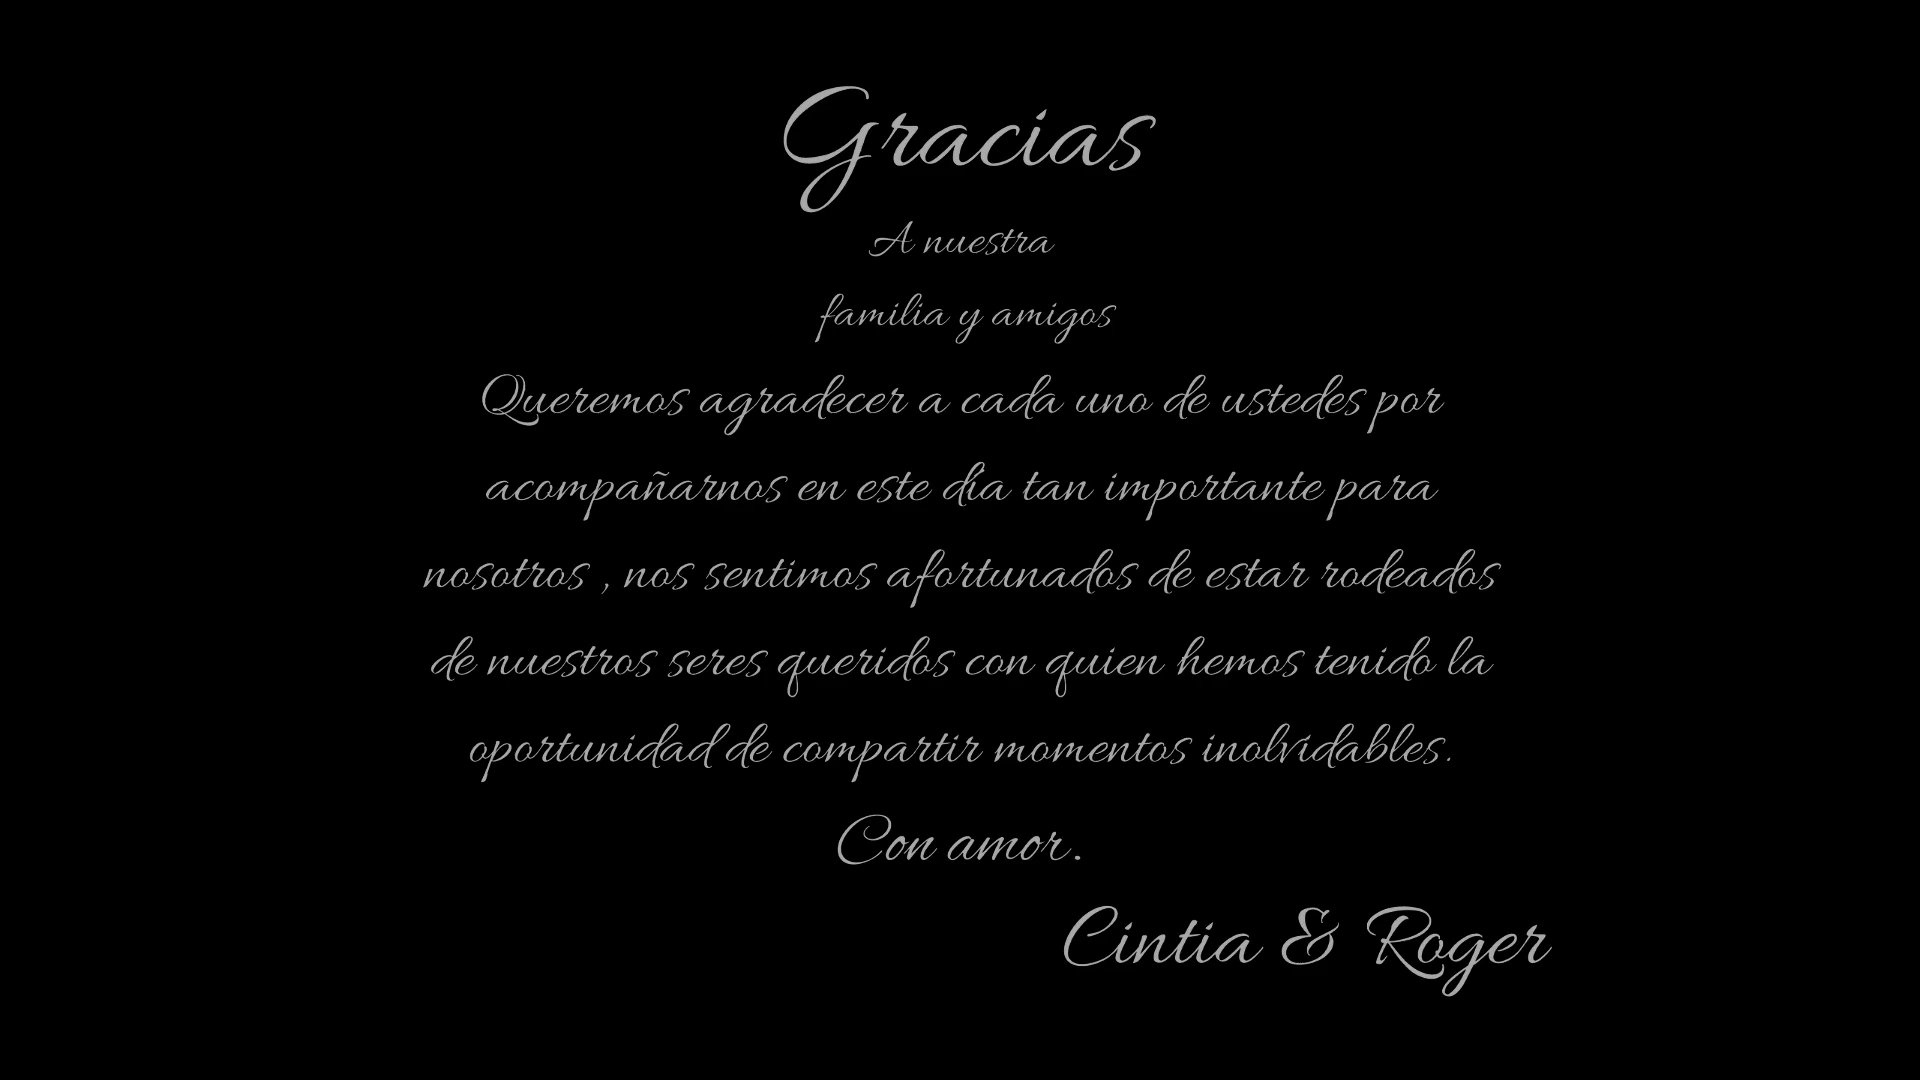 Gracias
A nuestra
familia y amigos
Queremos agradecer a cada uno de ustedes por
acompañarnos en este día tan importante para
nosotros , nos sentimos afortunados de estar rodeados
de nuestros seres queridos con quien hemos tenido la
oportunidad de compartir momentos inolvídables.
Con amor.
Cintia & Roger